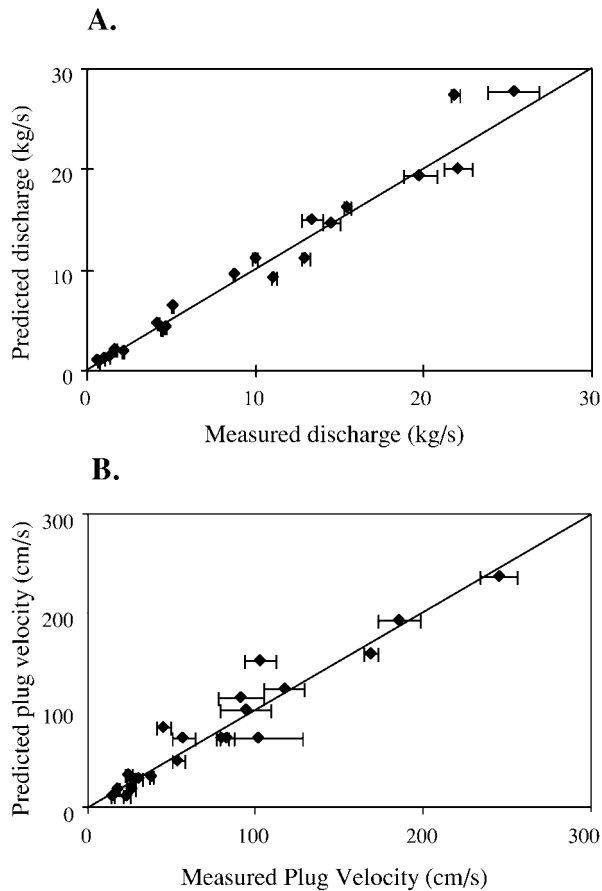 A.
30
20
10
0
Predicted discharge (kg/s)
0 10 20 30
Measured discharge (kg/s)
B.
300
200
100
0
Predicted plug velocity (cm/s)
0 100 200 300
Measured Plug Velocity (cm/s)